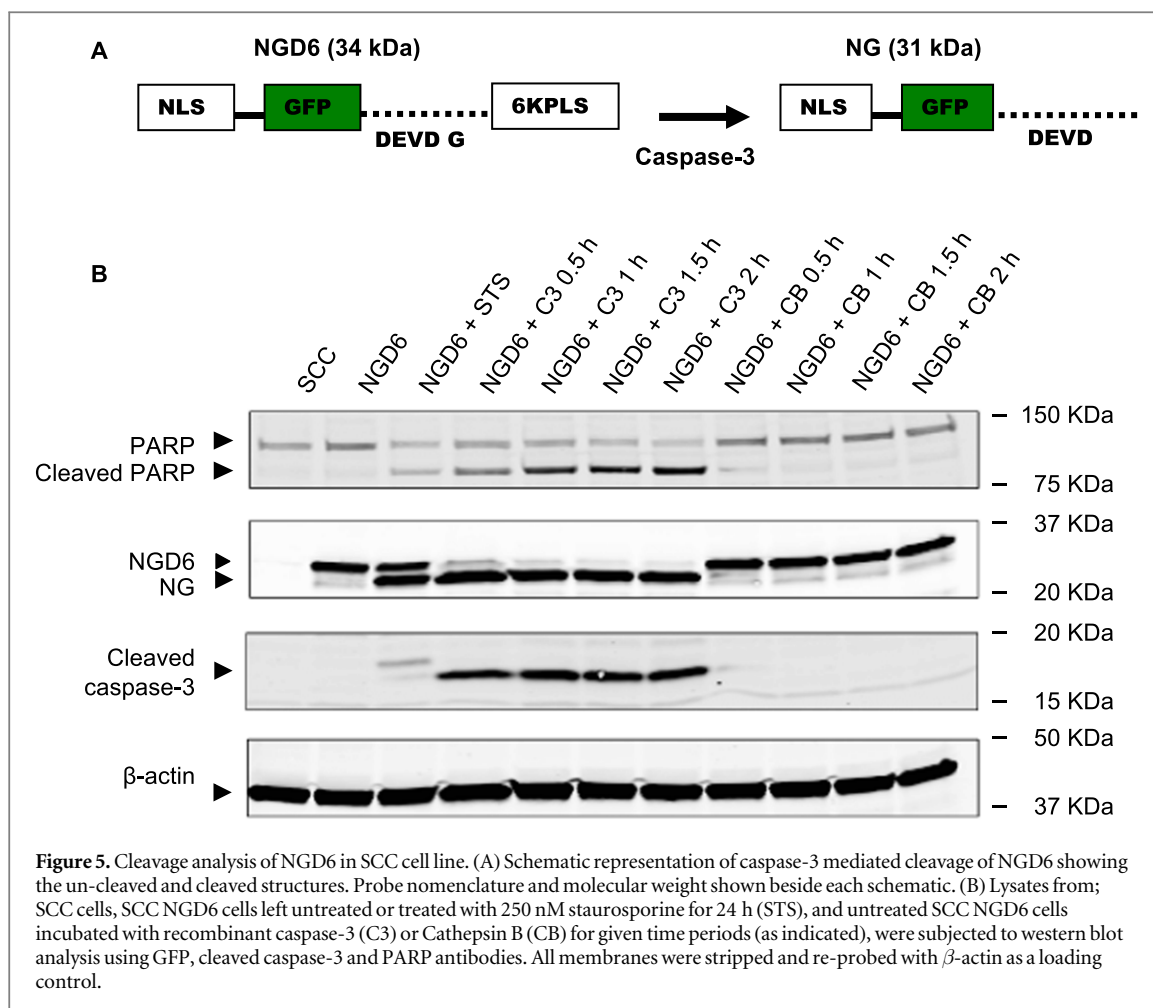 A
NGD6 (34 kDa)
NG (31 kDa)
NLS
GFP
6KPLS
NLS
GFP
DEVD G
DEVD
Caspase-3
B
SCC
NGD6
NGD6 + STS
NGD6 + C3 0.5 h
NGD6 + C3 1 h
NGD6 + C3 1.5 h
NGD6 + C3 2 h
NGD6 + CB 0.5 h
NGD6 + CB 1 h
NGD6 + CB 1.5 h
NGD6 + CB 2 h
PARP
Cleaved PARP
– 150 KDa
– 75 KDa
NGD6
NG
– 37 KDa
– 20 KDa
Cleaved
caspase-3
– 20 KDa
– 15 KDa
β-actin
– 50 KDa
– 37 KDa
Figure 5. Cleavage analysis of NGD6 in SCC cell line. (A) Schematic representation of caspase-3 mediated cleavage of NGD6 showing
the un-cleaved and cleaved structures. Probe nomenclature and molecular weight shown beside each schematic. (B) Lysates from;
SCC cells, SCC NGD6 cells left untreated or treated with 250 nM staurosporine for 24 h (STS), and untreated SCC NGD6 cells
incubated with recombinant caspase-3 (C3) or Cathepsin B (CB) for given time periods (as indicated), were subjected to western blot
analysis using GFP, cleaved caspase-3 and PARP antibodies. All membranes were stripped and re-probed with β-actin as a loading
control.